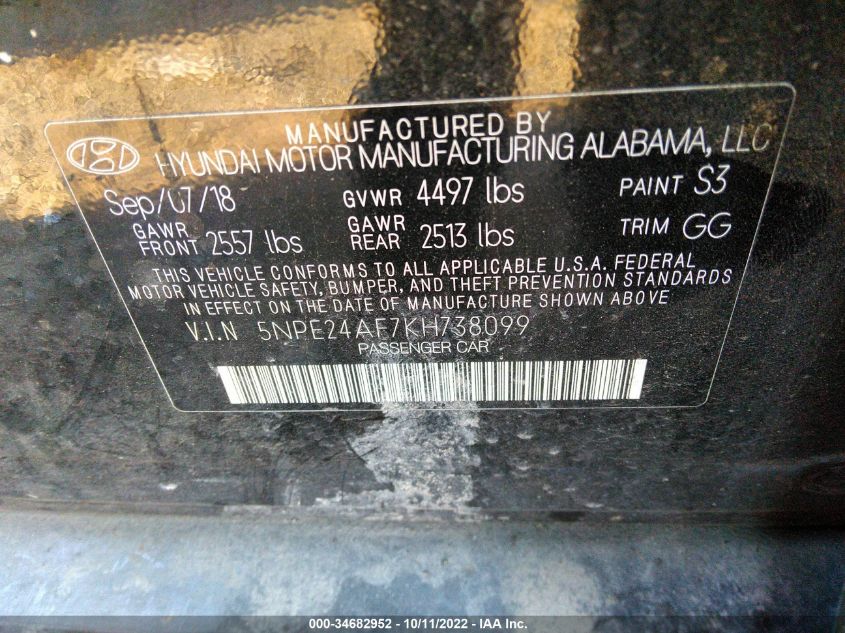 MANUFACTURED BY
HYUNDAI MOTOR MANUFACTURING ALABAMA, LLC
Sep/07/18 GVWR 4497 lbs PAINT S3
GAWR FRONT 2557 lbs GAWR REAR 2513 lbs TRIM GG
THIS VEHICLE CONFORMS TO ALL APPLICABLE U.S.A. FEDERAL
MOTOR VEHICLE SAFETY, BUMPER, AND THEFT PREVENTION STANDARDS
IN EFFECT ON THE DATE OF MANUFACTURE SHOWN ABOVE
V.I.N 5NPE24AF7KH738099
PASSENGER CAR
000-34682952 - 10/11/2022 - IAA Inc.